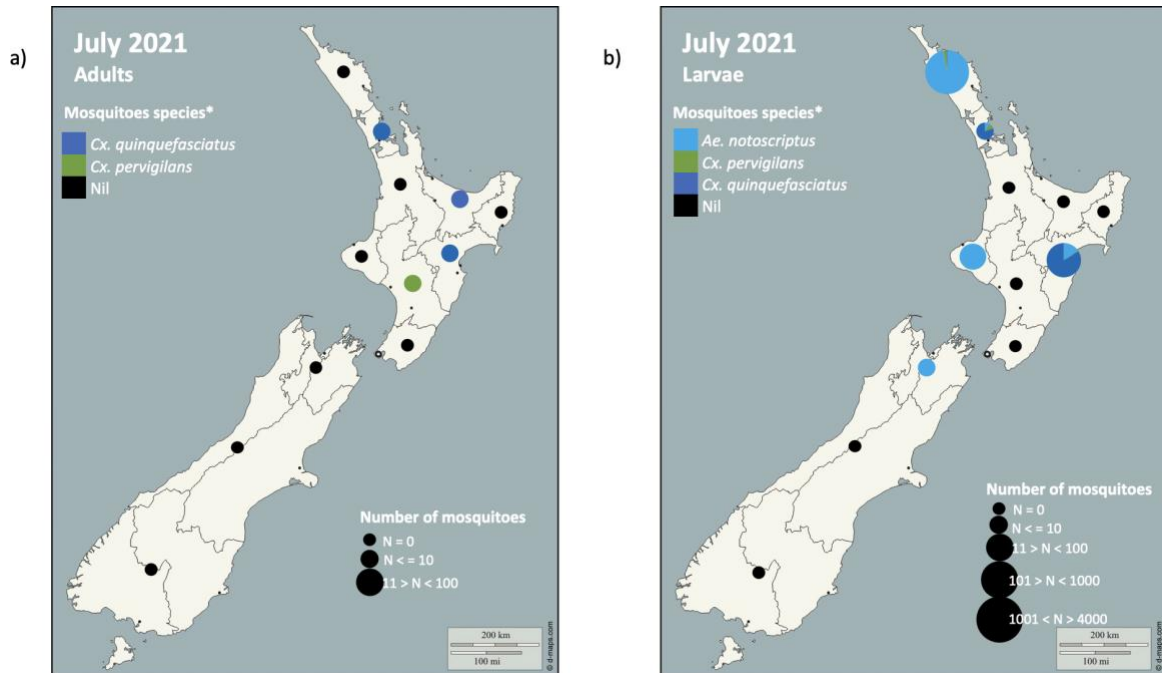 a)
July 2021
Adults
Mosquitoes species*
Cx. quinquefasciatus
Cx. pervigilans
Nil
Number of mosquitoes
N = 0
N < = 10
11 > N < 100
200 km
100 mi
© d-maps.com
b)
July 2021
Larvae
Mosquitoes species*
Ae. notoscriptus
Cx. pervigilans
Cx. quinquefasciatus
Nil
Number of mosquitoes
N = 0
N < = 10
11 > N < 100
101 > N < 1000
1001 < N > 4000
200 km
100 mi
© d-maps.com